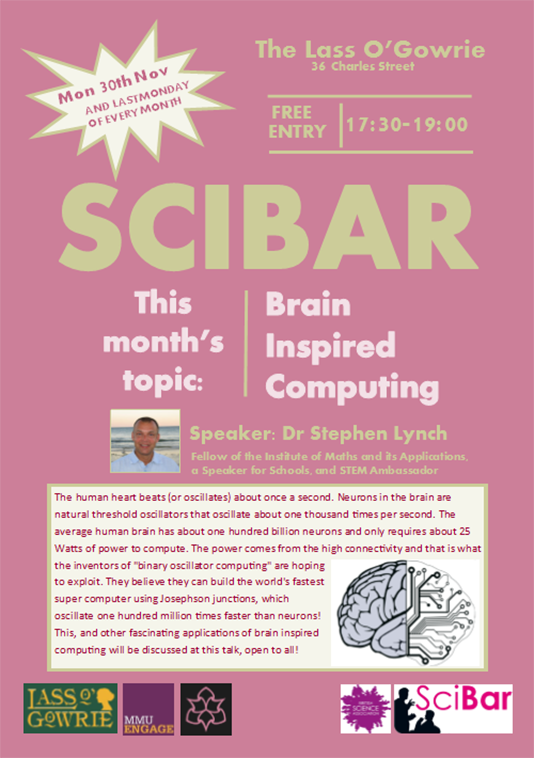 Mon 30th Nov
AND LASTMONDAY
OF EVERY MONTH
The Lass O'Gowrie
36 Charles Street
FREE
ENTRY
17:30-19:00
SCIBAR
This
month's
topic:
Brain
Inspired
Computing
Speaker: Dr Stephen Lynch
Fellow of the Institute of Maths and its Applications,
a Speaker for Schools, and STEM Ambassador
The human heart beats (or oscillates) about once a second. Neurons in the brain are
natural threshold oscillators that oscillate about one thousand times per second. The
average human brain has about one hundred billion neurons and only requires about 25
Watts of power to compute. The power comes from the high connectivity and that is what
the inventors of "binary oscillator computing" are hoping
to exploit. They believe they can build the world's fastest
super computer using Josephson junctions, which
oscillate one hundred million times faster than neurons!
This, and other fascinating applications of brain inspired
computing will be discussed at this talk, open to all!
LASS O'
GOWRIE
MMU
ENGAGE
BRITISH
SCIENCE
ASSOCIATION
SciBar